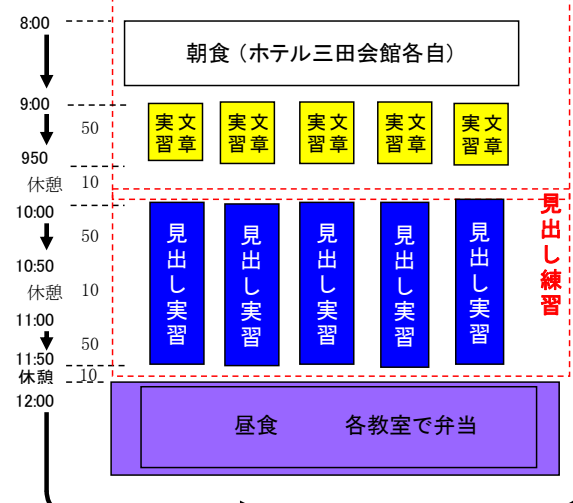 8:00
朝食（ホテル三田会館各自）
9:00
50
文章実習
文章実習
文章実習
文章実習
文章実習
950
休憩 10
見出し練習
10:00
50
見出し実習
見出し実習
見出し実習
見出し実習
見出し実習
10:50
休憩 10
11:00
50
11:50
休憩 10
12:00
昼食 各教室で弁当